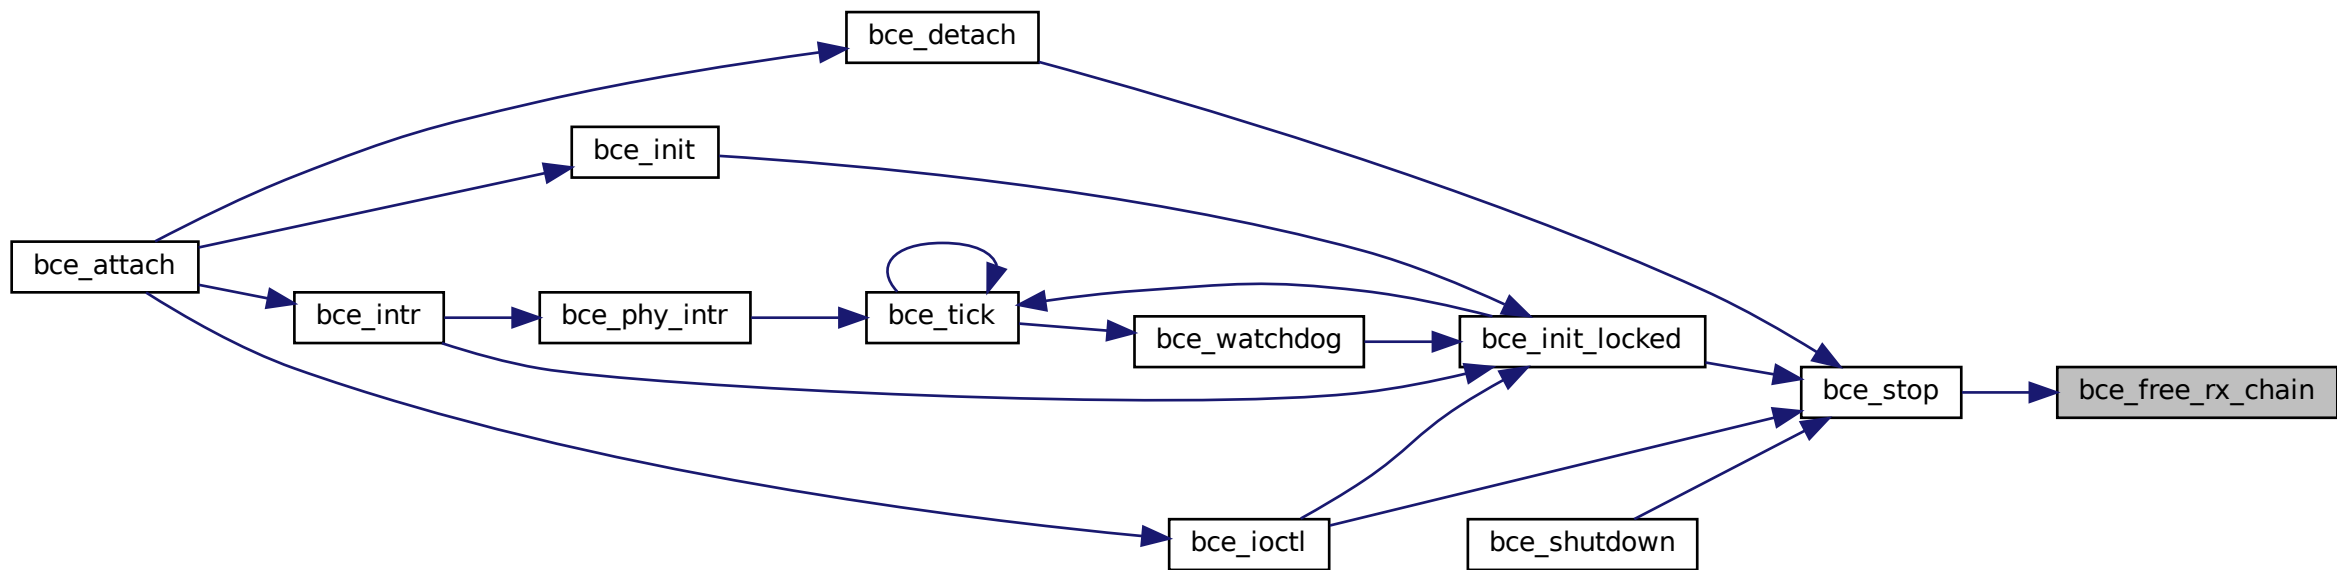 bce_detach
bce_init
bce_attach
bce_intr
bce_phy_intr
bce_tick
bce_watchdog
bce_init_locked
bce_stop
bce_free_rx_chain
bce_ioctl
bce_shutdown